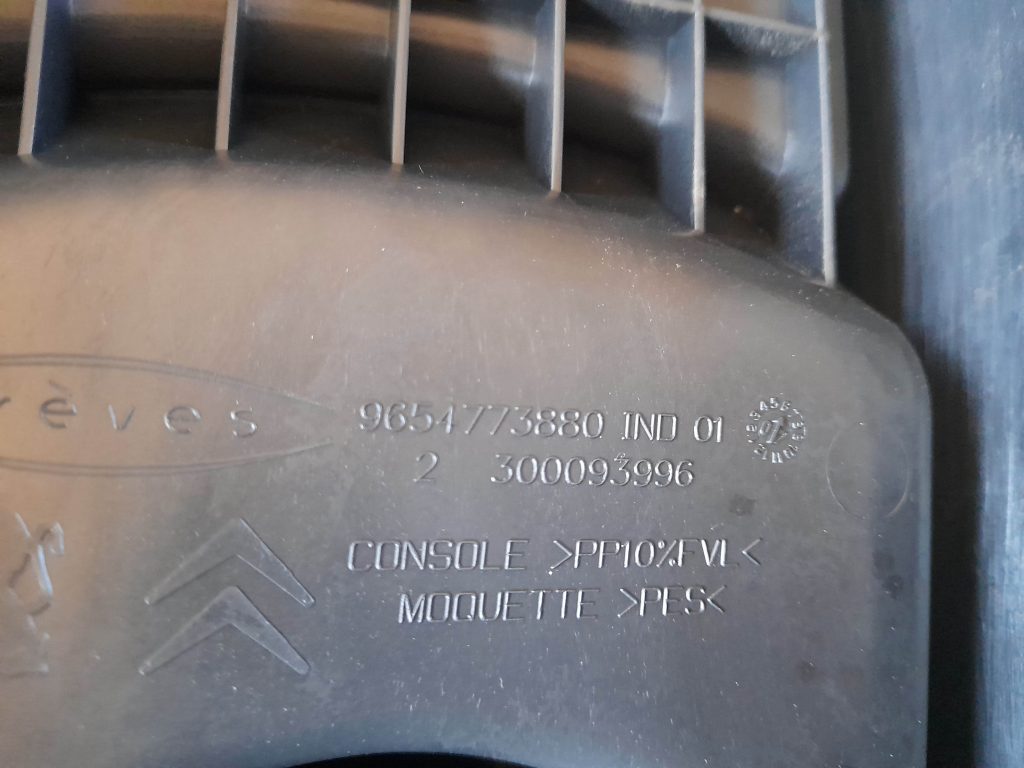 rèves
9654773880 IND 01
2 300093996
CONSOLE >PP10%FVL<
MOQUETTE >PES<